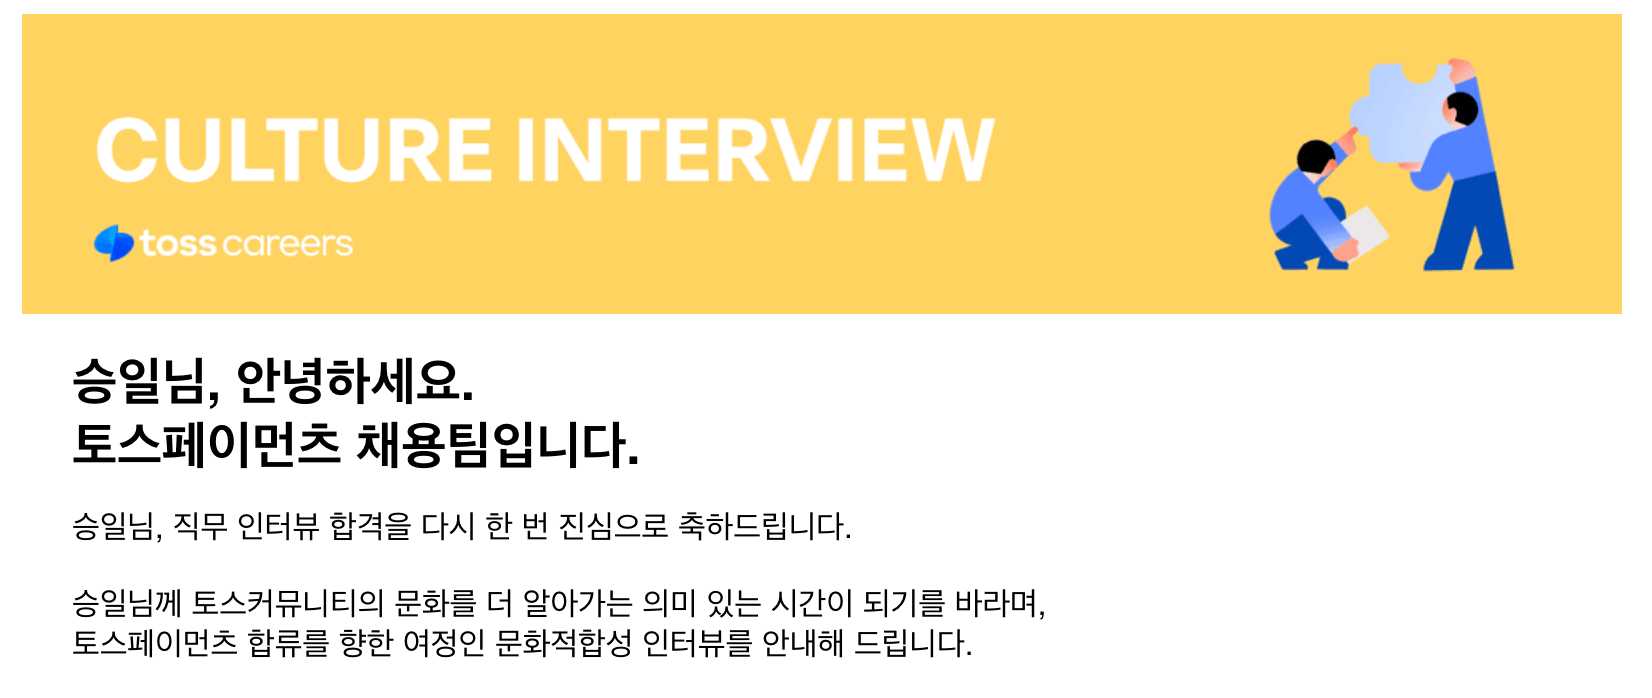 CULTURE INTERVIEW
toss careers
승일님, 안녕하세요.
토스페이먼츠 채용팀입니다.
승일님, 직무 인터뷰 합격을 다시 한 번 진심으로 축하드립니다.
승일님께 토스커뮤니티의 문화를 더 알아가는 의미 있는 시간이 되기를 바라며,
토스페이먼츠 합류를 향한 여정인 문화적합성 인터뷰를 안내해 드립니다.